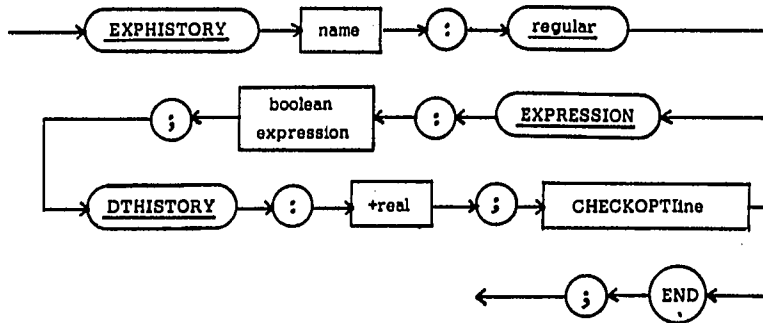 EXPHISTORY name : regular
; boolean expression : EXPRESSION
DTHISTORY : +real ; CHECKOPTline
; END